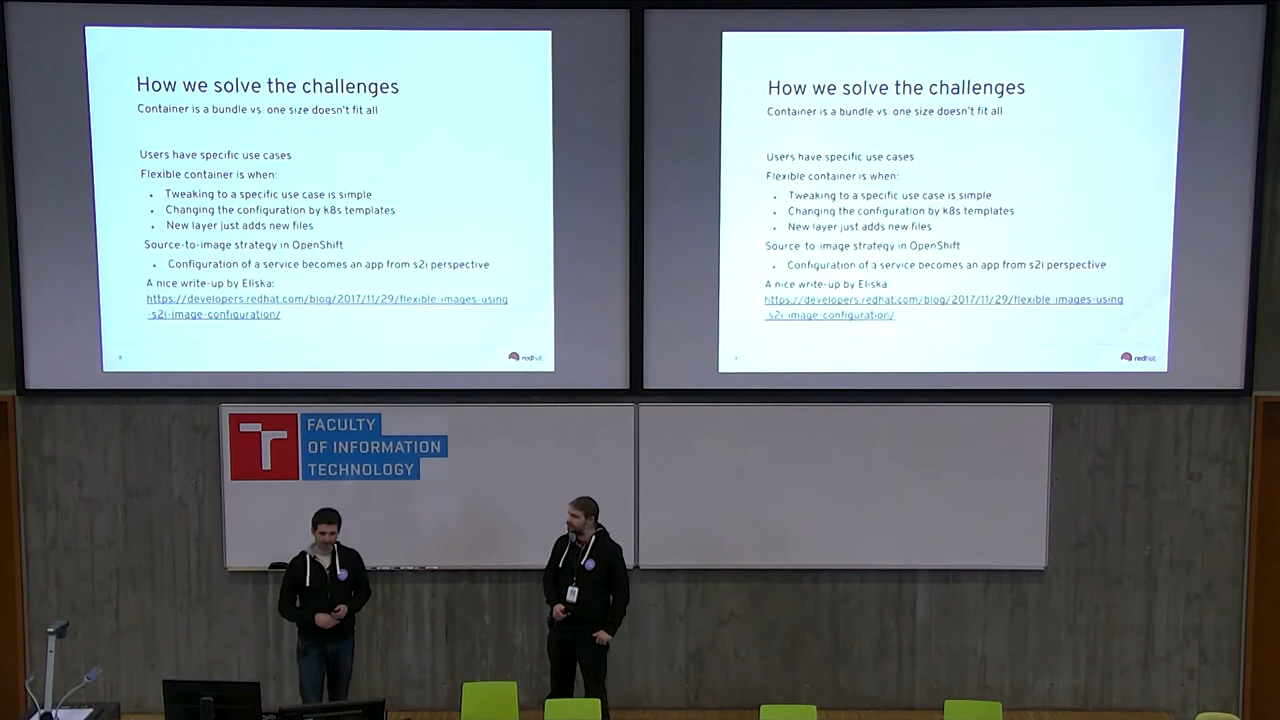 How we solve the challenges
Container is a bundle vs. one size doesn't fit all
Users have specific use cases
Flexible container is when:
Tweaking to a specific use case is simple
Changing the configuration by k8s templates
New layer just adds new files
Source-to-image strategy in OpenShift
Configuration of a service becomes an app from s2i perspective
A nice write-up by Eliska:
https://developers.redhat.com/blog/2017/11/29/flexible-images-using
-s2i-image-configuration/
redhat
How we solve the challenges
Container is a bundle vs. one size doesn't fit all
Users have specific use cases
Flexible container is when:
Tweaking to a specific use case is simple
Changing the configuration by k8s templates
New layer just adds new files
Source-to-image strategy in OpenShift
Configuration of a service becomes an app from s2i perspective
A nice write-up by Eliska
https://developers.redhat.com/blog/2017/11/29/flexible-images-using
-s2i-image-configuration/
redhat
T
FACULTY
OF INFORMATION
TECHNOLOGY